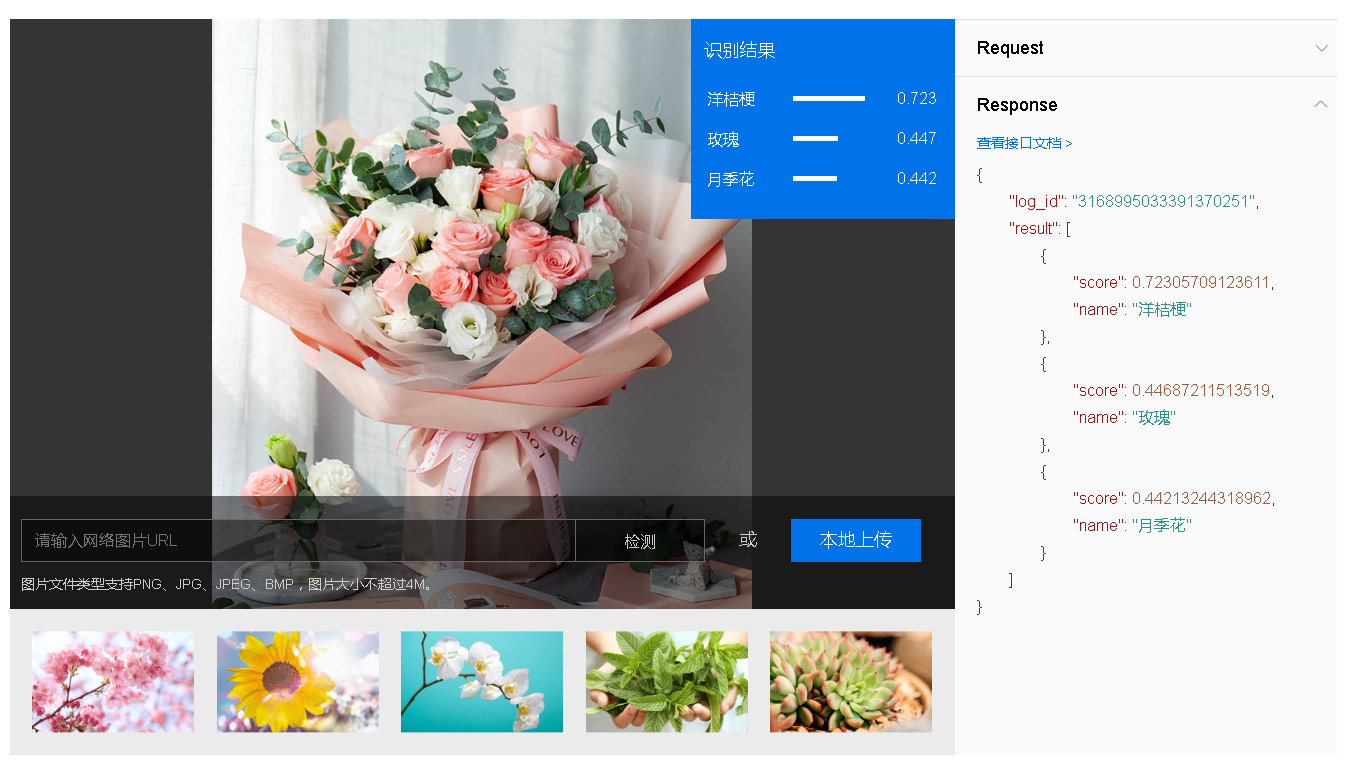 识别结果
洋桔梗 0.723
玫瑰 0.447
月季花 0.442
LOVE
请输入网络图片URL
检测
或
本地上传
图片文件类型支持PNG、JPG、JPEG、BMP，图片大小不超过4M。
Request
Response
查看接口文档 >
{
"log_id": "3168995033391370251",
"result": [
{
"score": 0.72305709123611,
"name": "洋桔梗"
},
{
"score": 0.44687211513519,
"name": "玫瑰"
},
{
"score": 0.44213244318962,
"name": "月季花"
}
]
}